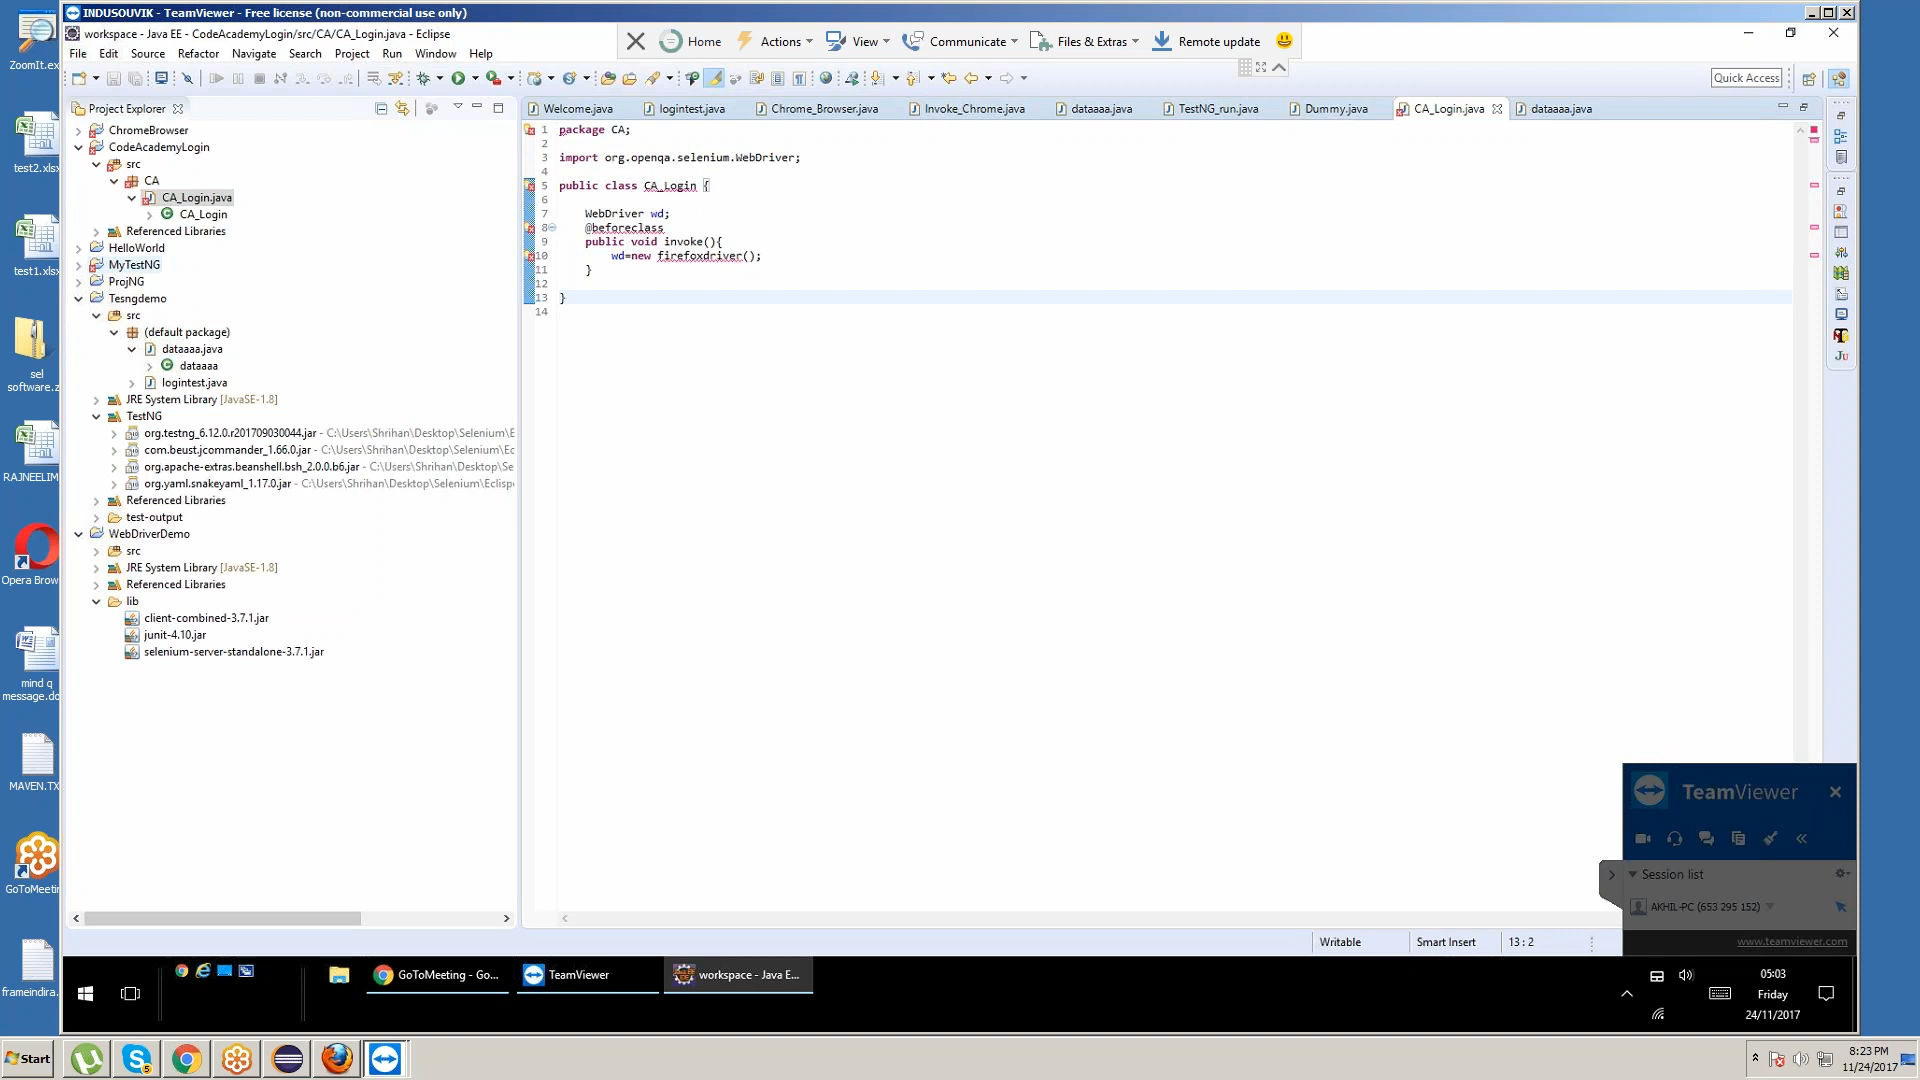 INDUSOUVIK - TeamViewer - Free license (non-commercial use only)
workspace - Java EE - CodeAcademyLogin/src/CA/CA_Login.java - Eclipse
File Edit Source Refactor Navigate Search Project Run Window Help
Home Actions View Communicate Files & Extras Remote update
Quick Access
Project Explorer
Welcome.java logintest.java Chrome_Browser.java Invoke_Chrome.java dataaaa.java TestNG_run.java Dummy.java CA_Login.java dataaaa.java
ChromeBrowser
CodeAcademyLogin
src
CA
CA_Login.java
CA_Login
Referenced Libraries
HelloWorld
MyTestNG
ProjNG
Tesngdemo
src
(default package)
dataaaa.java
dataaaa
logintest.java
JRE System Library [JavaSE-1.8]
TestNG
org.testng_6.12.0.r201709030044.jar - C:\Users\Shrihan\Desktop\Selenium\E
com.beust.jcommander_1.66.0.jar - C:\Users\Shrihan\Desktop\Selenium\Ec
org.apache-extras.beanshell.bsh_2.0.0.b6.jar - C:\Users\Shrihan\Desktop\Se
org.yaml.snakeyaml_1.17.0.jar - C:\Users\Shrihan\Desktop\Selenium\Eclisp
Referenced Libraries
test-output
WebDriverDemo
src
JRE System Library [JavaSE-1.8]
Referenced Libraries
lib
client-combined-3.7.1.jar
junit-4.10.jar
selenium-server-standalone-3.7.1.jar
1 package CA;
2
3 import org.openqa.selenium.WebDriver;
4
5 public class CA_Login {
6
7 WebDriver wd;
8 @beforeclass
9 public void invoke(){
10 wd=new firefoxdriver();
11 }
12
13 }
14
Writable Smart Insert 13 : 2
TeamViewer
Session list
AKHIL-PC (653 295 152)
www.teamviewer.com
ZoomIt.ex
test2.xlsx
test1.xlsx
sel
software.z
RAJNEELIM
Opera Brow
mind q
message.do
MAVEN.TX
GoToMeetin
frameindira.
GoToMeeting - Go...
TeamViewer
workspace - Java E...
05:03
Friday
24/11/2017
Start
8:23 PM
11/24/2017